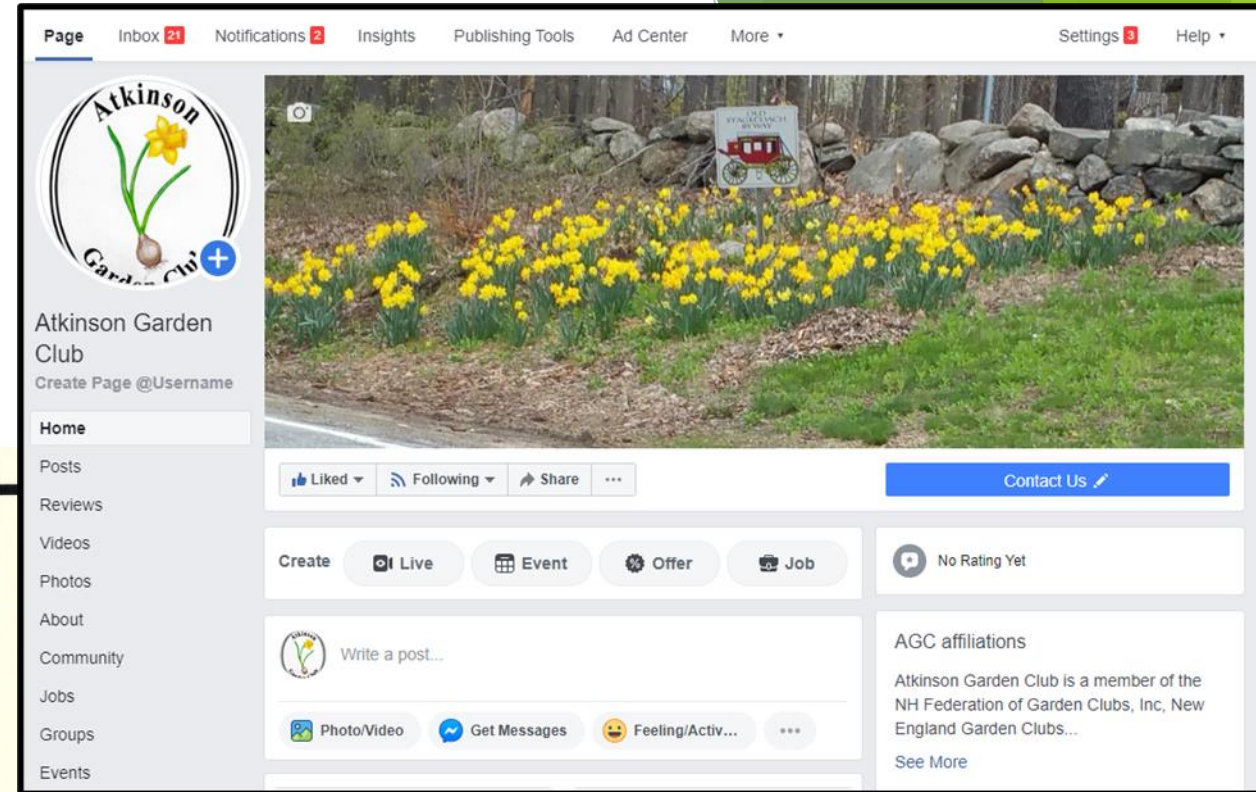 Page Inbox 21 Notifications 2 Insights Publishing Tools Ad Center More Settings 3 Help
Atkinson
Garden Clu
OLD
STAGECOACH
BY WAY
Atkinson Garden
Club
Create Page @Username
Home
Posts
Reviews
Videos
Photos
About
Community
Jobs
Groups
Events
Liked Following Share ...
Contact Us
Create Live Event Offer Job
Write a post...
Photo/Video Get Messages Feeling/Activ... ...
No Rating Yet
AGC affiliations
Atkinson Garden Club is a member of the
NH Federation of Garden Clubs, Inc, New
England Garden Clubs...
See More